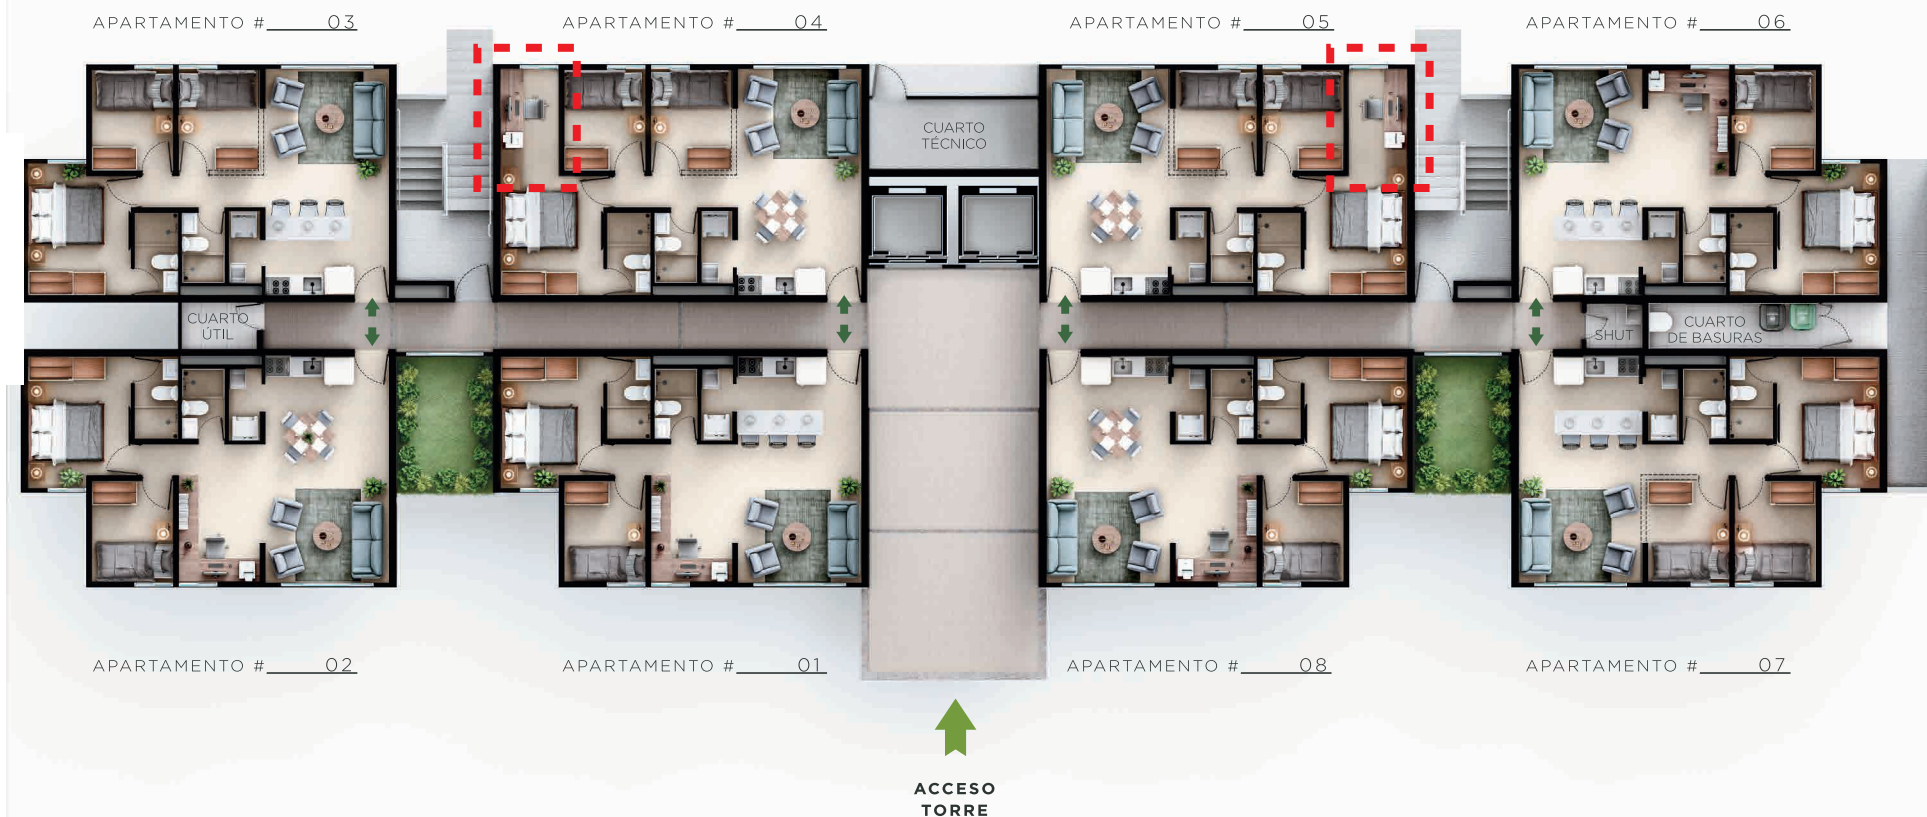 APARTAMENTO # 03
APARTAMENTO # 04
APARTAMENTO # 05
APARTAMENTO # 06
CUARTO
TÉCNICO
CUARTO
ÚTIL
SHUT
CUARTO
DE BASURAS
APARTAMENTO # 02
APARTAMENTO # 01
APARTAMENTO # 08
APARTAMENTO # 07
ACCESO
TORRE